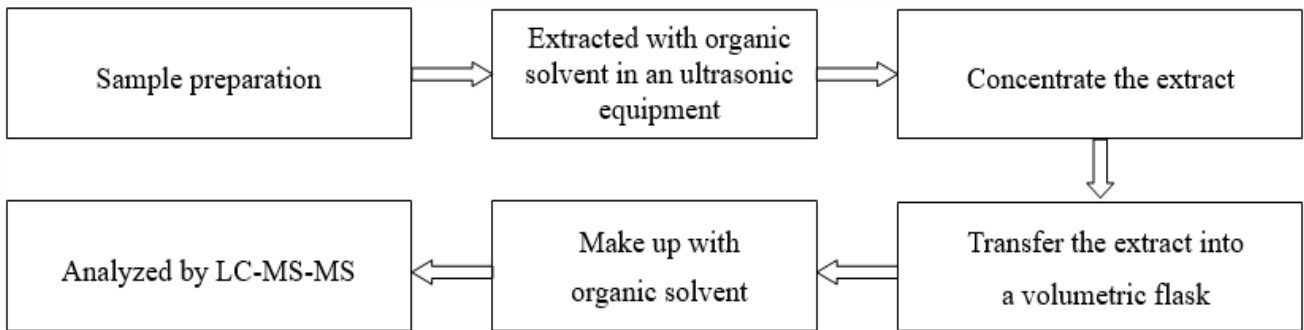 Sample preparation
Extracted with organic
solvent in an ultrasonic
equipment
Concentrate the extract
Transfer the extract into
a volumetric flask
Make up with
organic solvent
Analyzed by LC-MS-MS